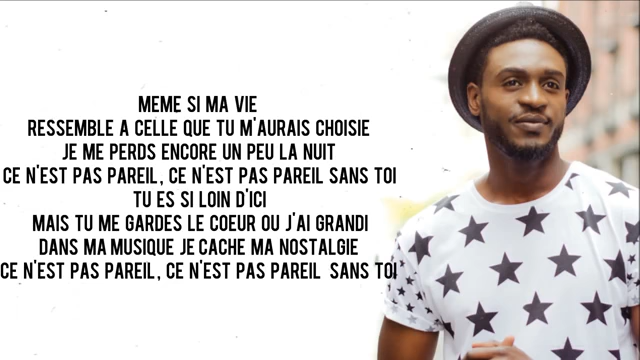 MEME SI MA VIE
RESSEMBLE A CELLE QUE TU M'AURAIS CHOISIE
JE ME PERDS ENCORE UN PEU LA NUIT
CE N'EST PAS PAREIL, CE N'EST PAS PAREIL SANS TOI
TU ES SI LOIN D'ICI
MAIS TU ME GARDES LE COEUR OU J'AI GRANDI
DANS MA MUSIQUE JE CACHE MA NOSTALGIE
CE N'EST PAS PAREIL, CE N'EST PAS PAREIL SANS TOI